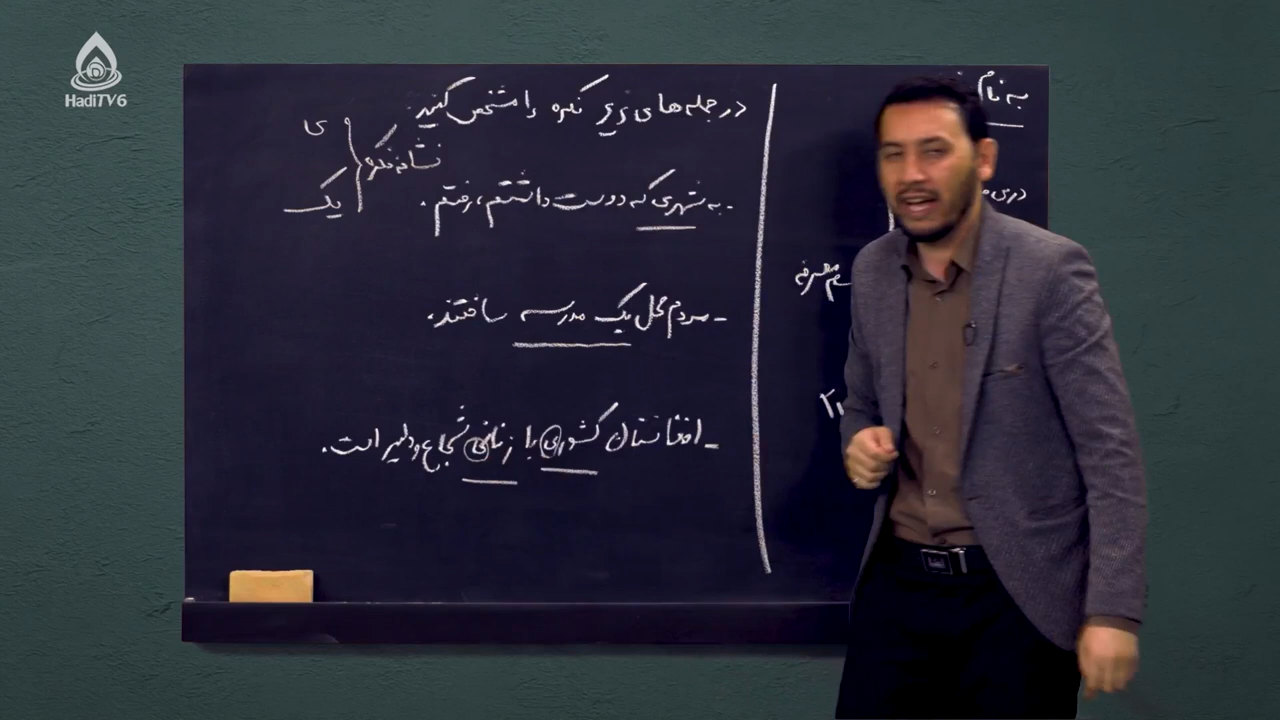 HadiTV6
به نام
درس
در جمله‌های زیر نکره را مشخص کنید.
نشانه نکره
ی
یک
- به شهری که دوست داشتم، رفتم.
- مردم محل یک مدرسه ساختند.
- افغانستان کشوری با زنانی شجاع و دلیر است.